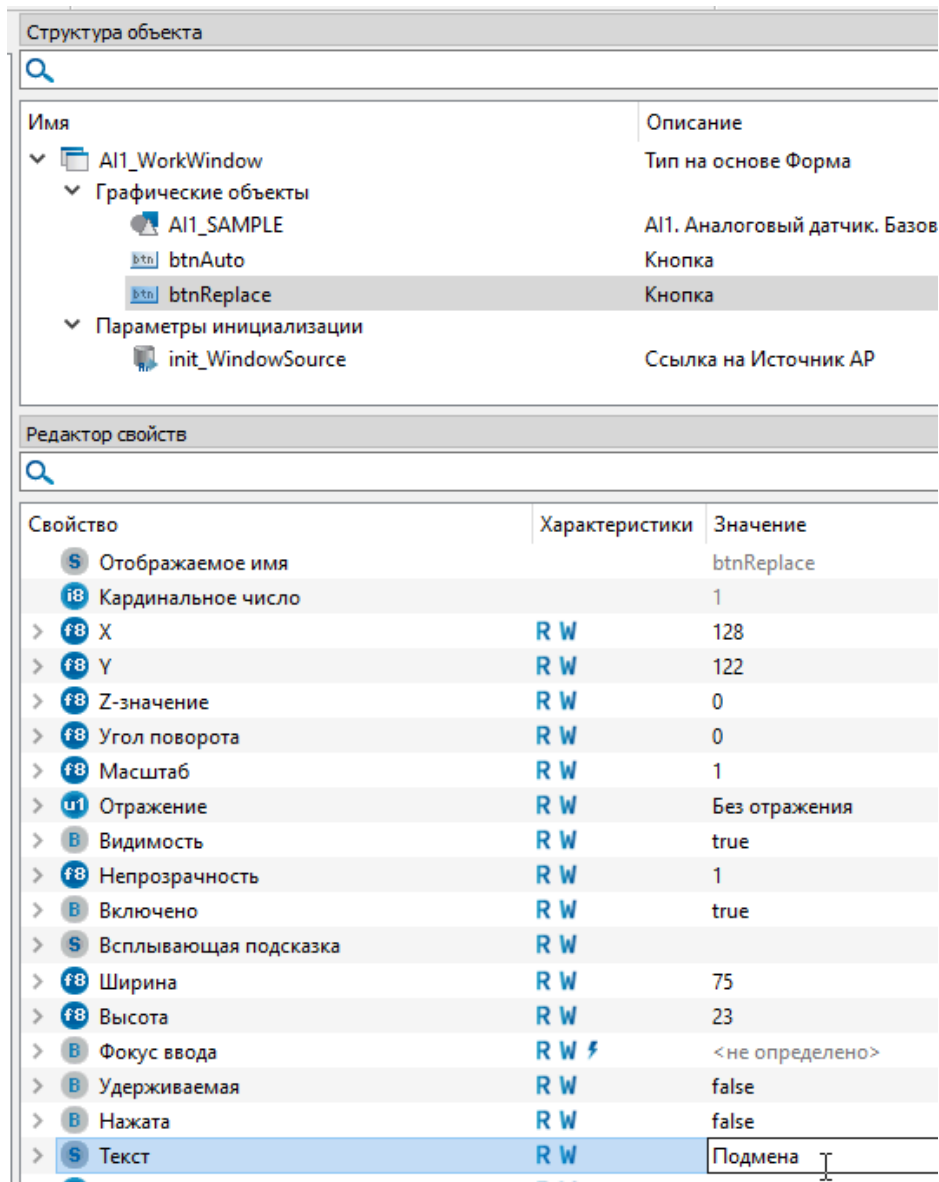 Структура объекта
Имя Описание
AI1_WorkWindow Тип на основе Форма
Графические объекты
AI1_SAMPLE AI1. Аналоговый датчик. Базов
btn btnAuto Кнопка
btn btnReplace Кнопка
Параметры инициализации
init_WindowSource Ссылка на Источник AP
Редактор свойств
Свойство Характеристики Значение
S Отображаемое имя btnReplace
i8 Кардинальное число 1
f8 X R W 128
f8 Y R W 122
f8 Z-значение R W 0
f8 Угол поворота R W 0
f8 Масштаб R W 1
u1 Отражение R W Без отражения
B Видимость R W true
f8 Непрозрачность R W 1
B Включено R W true
S Всплывающая подсказка R W
f8 Ширина R W 75
f8 Высота R W 23
B Фокус ввода R W <не определено>
B Удерживаемая R W false
B Нажата R W false
S Текст R W Подмена